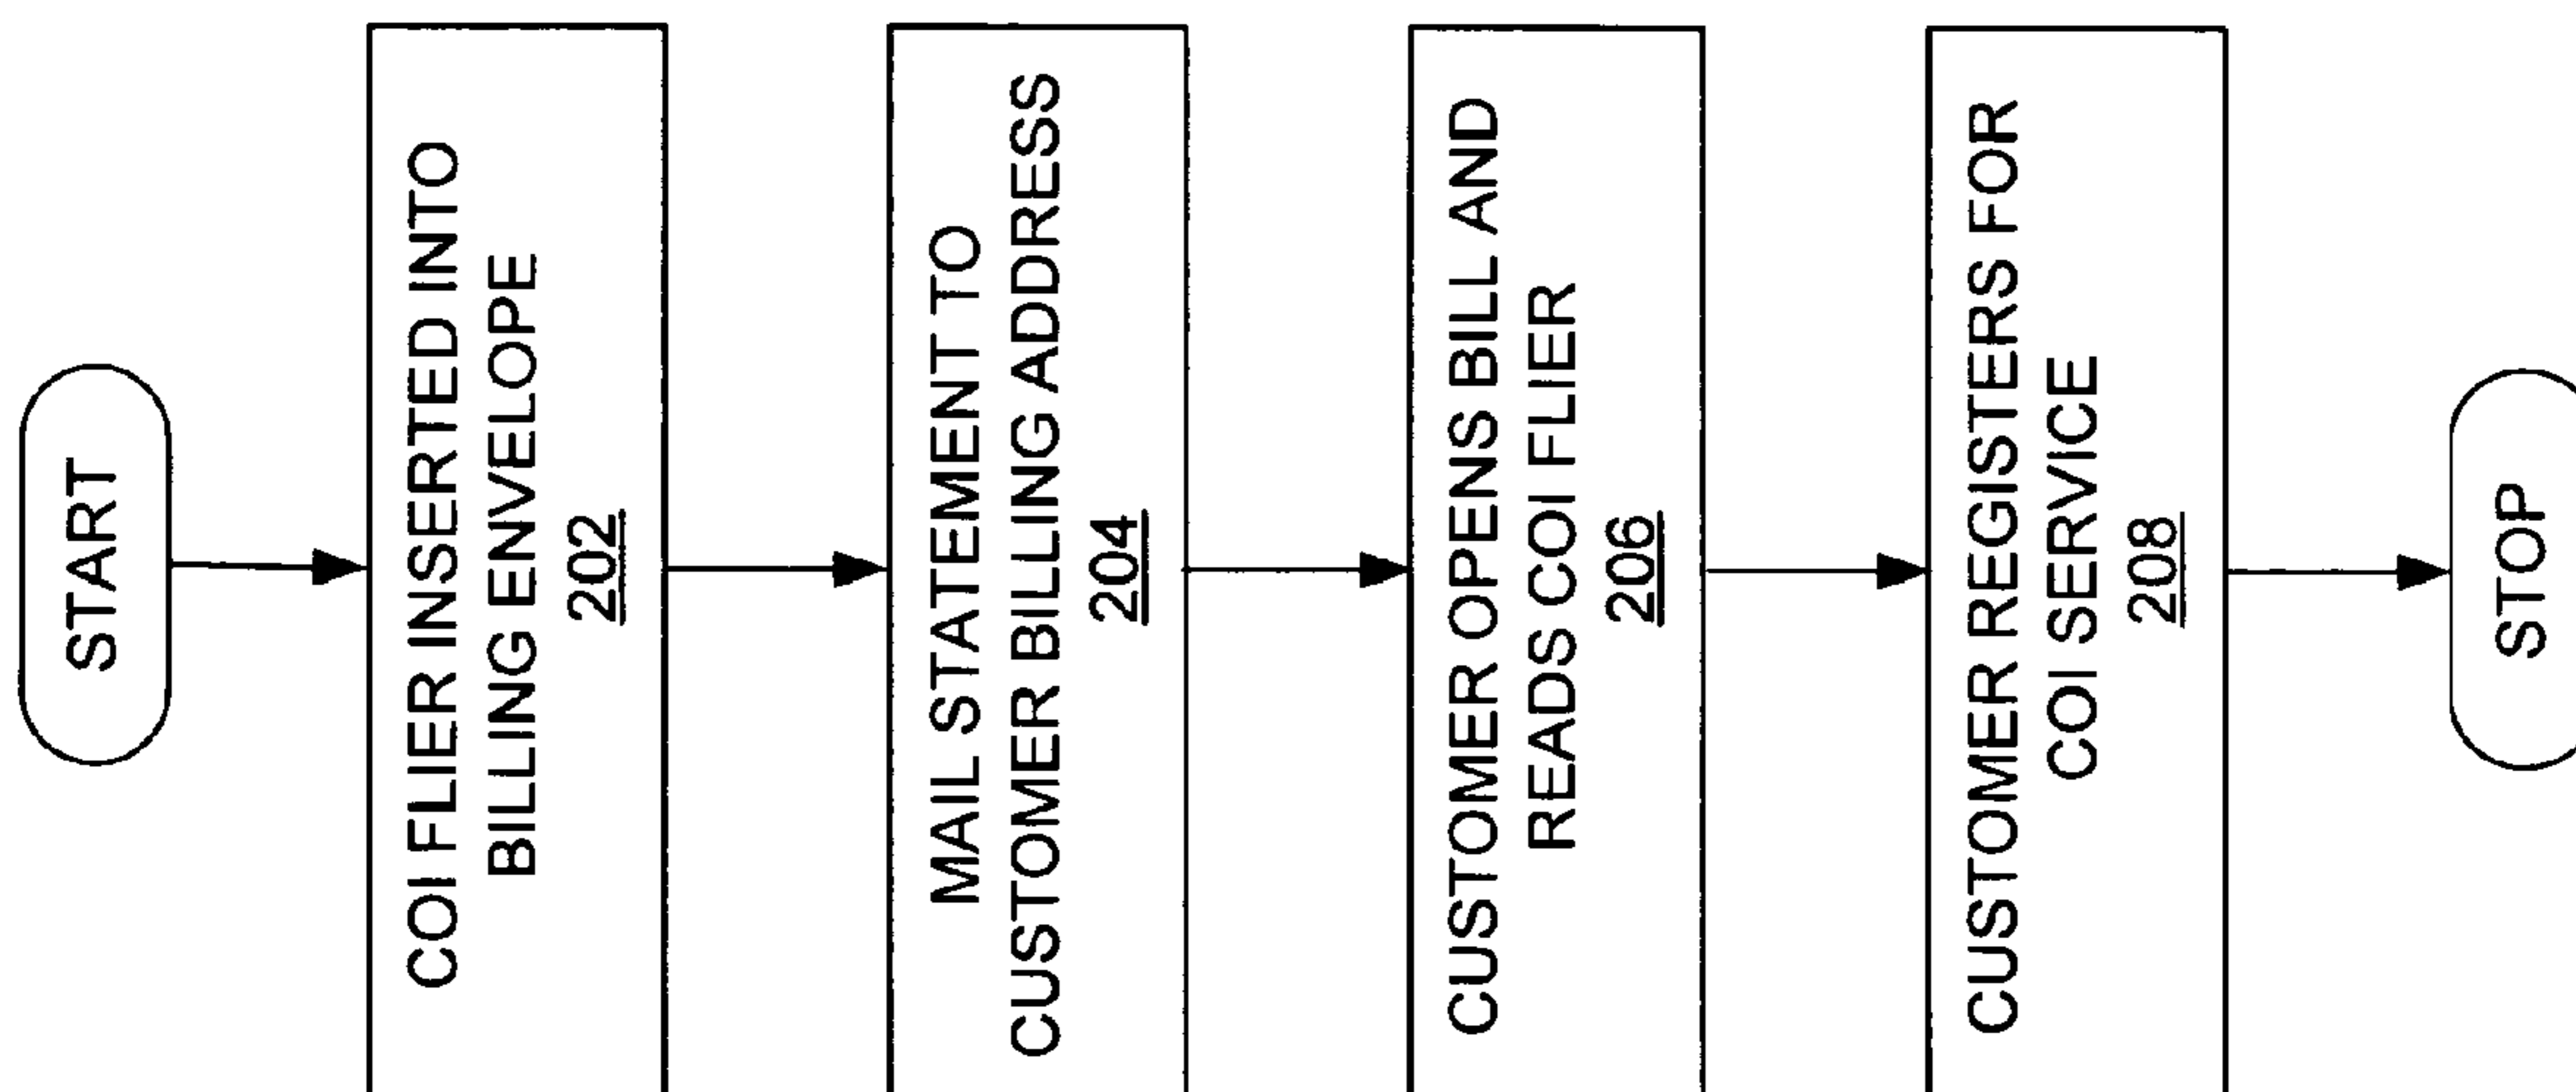 START
COI FLIER INSERTED INTO
BILLING ENVELOPE
202
MAIL STATEMENT TO
CUSTOMER BILLING ADDRESS
204
CUSTOMER OPENS BILL AND
READS COI FLIER
206
CUSTOMER REGISTERS FOR
COI SERVICE
208
STOP